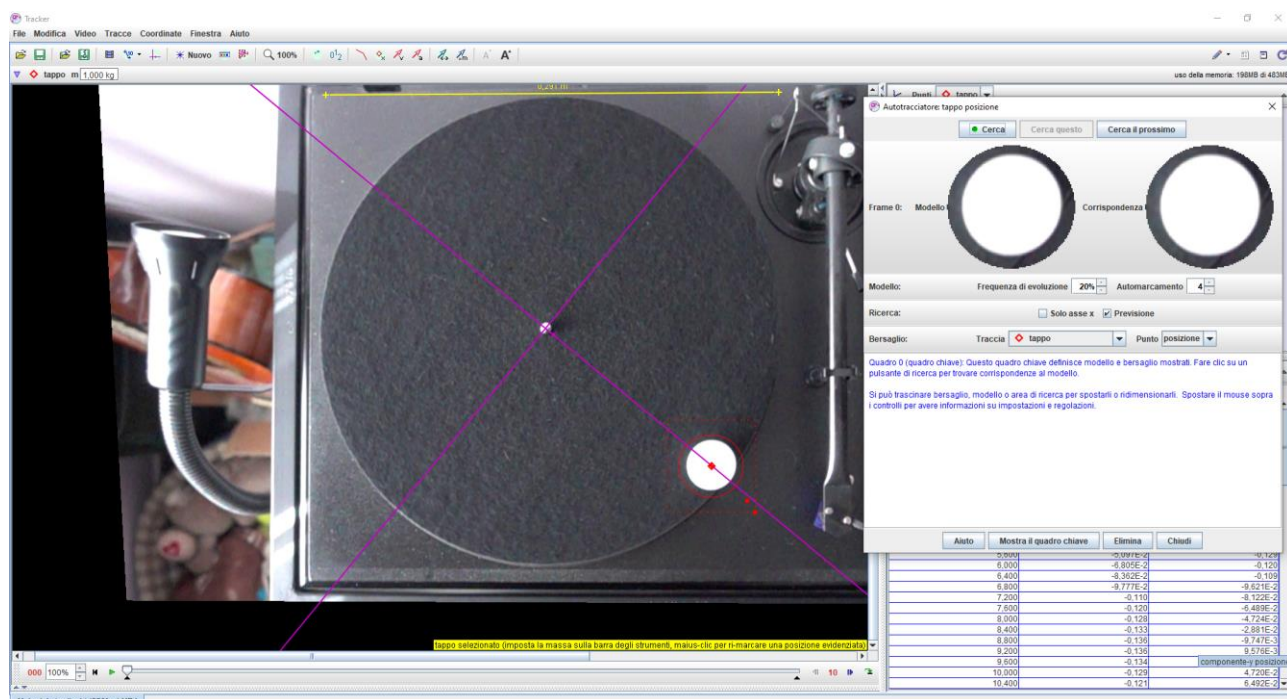 Tracker
File Modifica Video Tracce Coordinate Finestra Aiuto
Nuovo 100%
tappo m 1,000 kg
uso della memoria: 198MB di 483MB
0,291 m
Punti tappo
Autotracciatore: tappo posizione
Cerca Cerca questo Cerca il prossimo
Frame 0: Modello Corrispondenza
Modello: Frequenza di evoluzione 20% Automarcamento 4
Ricerca: Solo asse x Previsione
Bersaglio: Traccia tappo Punto posizione
Quadro 0 (quadro chiave): Questo quadro chiave definisce modello e bersaglio mostrati. Fare clic su un
pulsante di ricerca per trovare corrispondenze al modello.
Si può trascinare bersaglio, modello o area di ricerca per spostarli o ridimensionarli. Spostare il mouse sopra
i controlli per avere informazioni su impostazioni e regolazioni.
Aiuto Mostra il quadro chiave Elimina Chiudi
5,600 -5,097E-2 -0,129
6,000 -6,805E-2 -0,120
6,400 -8,362E-2 -0,109
6,800 -9,777E-2 -9,621E-2
7,200 -0,110 -8,122E-2
7,600 -0,120 -6,489E-2
8,000 -0,128 -4,724E-2
8,400 -0,133 -2,881E-2
8,800 -0,136 -9,747E-3
9,200 -0,136 9,576E-3
9,600 -0,134 componente-y posizione
10,000 -0,129 4,720E-2
10,400 -0,121 6,492E-2
tappo selezionato (imposta la massa sulla barra degli strumenti, maius-clic per ri-marcare una posizione evidenziata)
000 100% 10